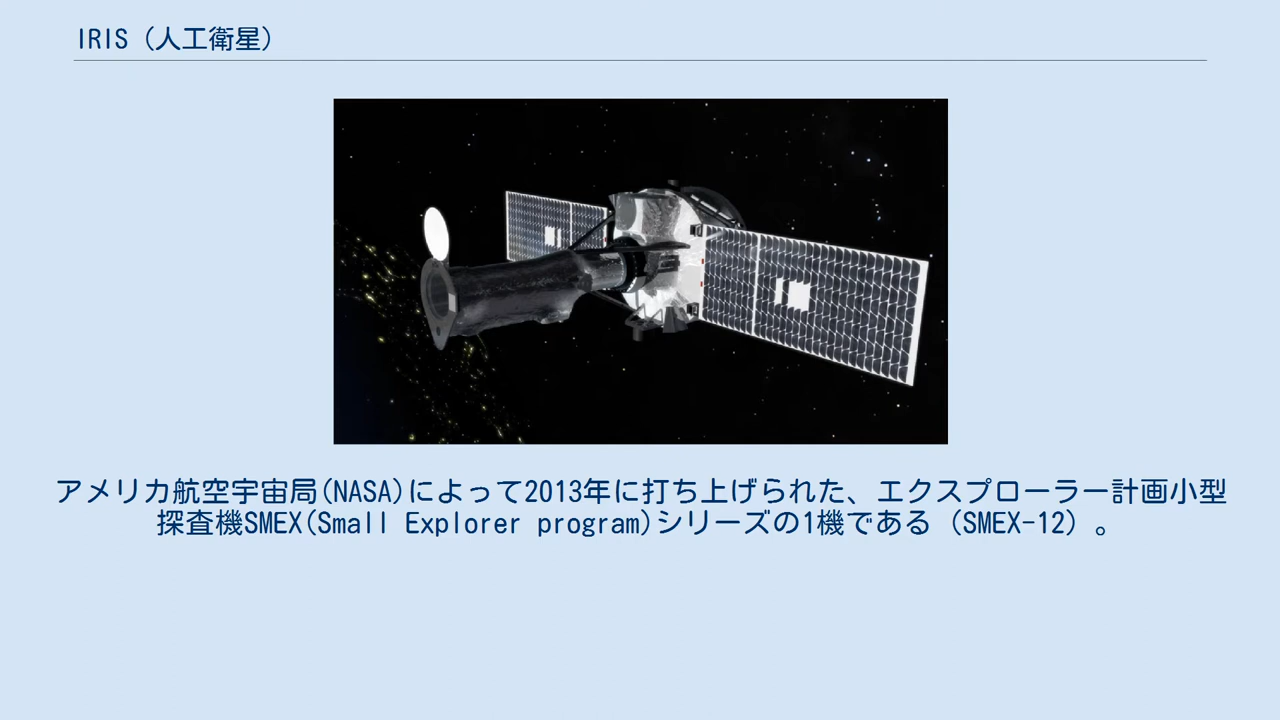 IRIS（人工衛星）
アメリカ航空宇宙局(NASA)によって2013年に打ち上げられた、エクスプローラー計画小型
探査機SMEX(Small Explorer program)シリーズの1機である（SMEX-12）。